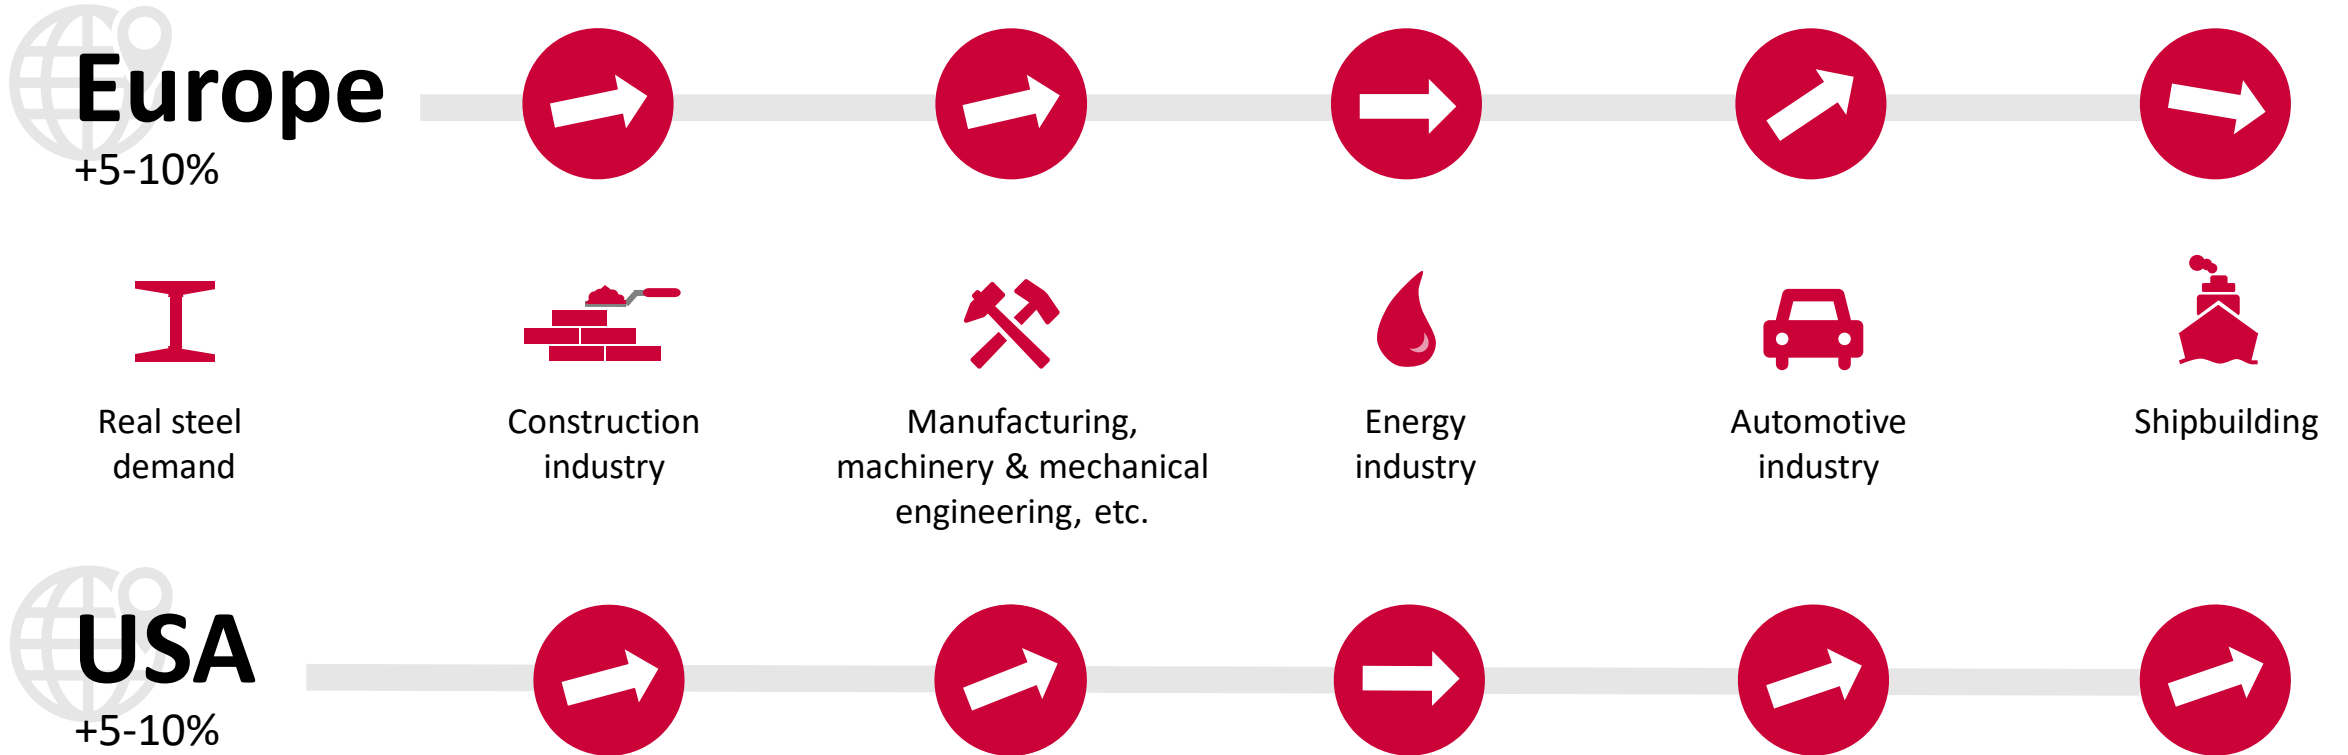 Europe
+5-10%
Real steel
demand
Construction
industry
Manufacturing,
machinery & mechanical
engineering, etc.
Energy
industry
Automotive
industry
Shipbuilding
USA
+5-10%